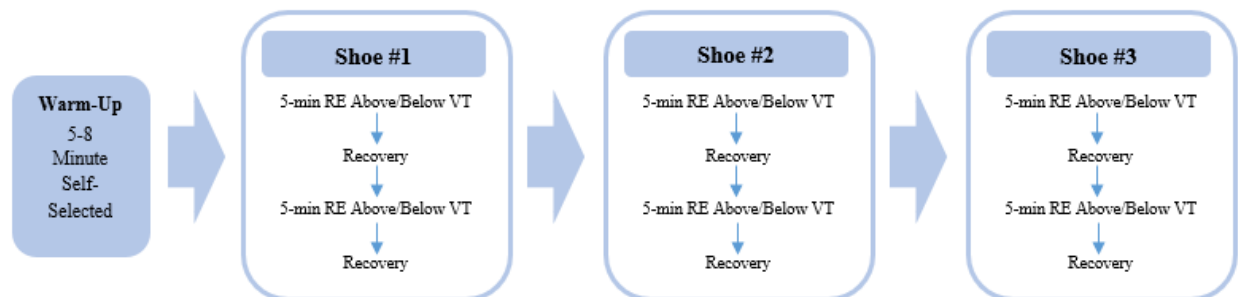 Warm-Up
5-8
Minute
Self-
Selected
Shoe #1
5-min RE Above/Below VT
Recovery
5-min RE Above/Below VT
Recovery
Shoe #2
5-min RE Above/Below VT
Recovery
5-min RE Above/Below VT
Recovery
Shoe #3
5-min RE Above/Below VT
Recovery
5-min RE Above/Below VT
Recovery